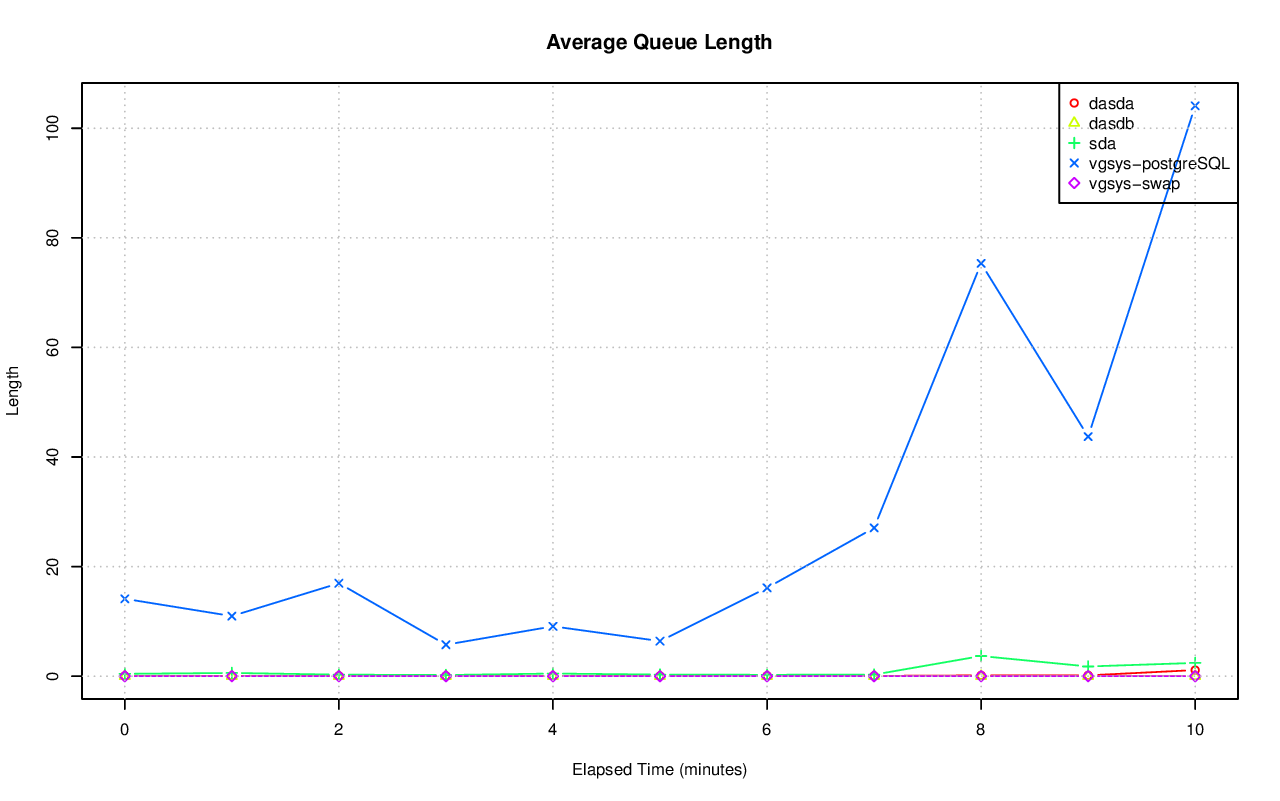 Average Queue Length
dasda
dasdb
sda
vgsys−postgreSQL
vgsys−swap
100
80
60
40
20
0
Length
0 2 4 6 8 10
Elapsed Time (minutes)